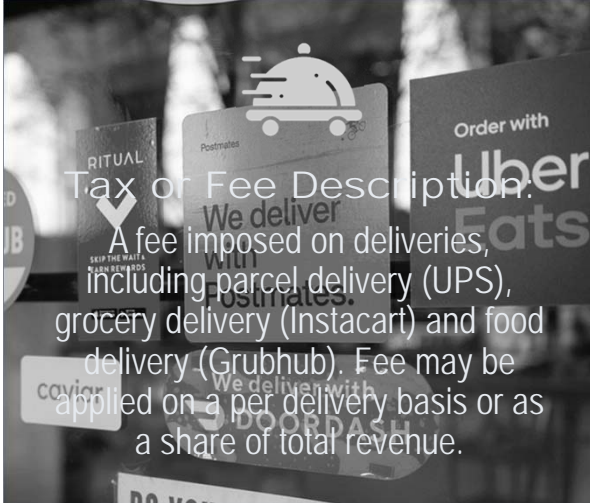 Order with
Uber
Eats
Postmates
RITUAL
Tax or Fee Description:
We deliver
with
Postmates.
A fee imposed on deliveries,
including parcel delivery (UPS),
grocery delivery (Instacart) and food
delivery (Grubhub). Fee may be
applied on a per delivery basis or as
a share of total revenue.
SKIP THE WAIT &
EARN REWARDS
UB
caviar
We deliver with
DOORDASH